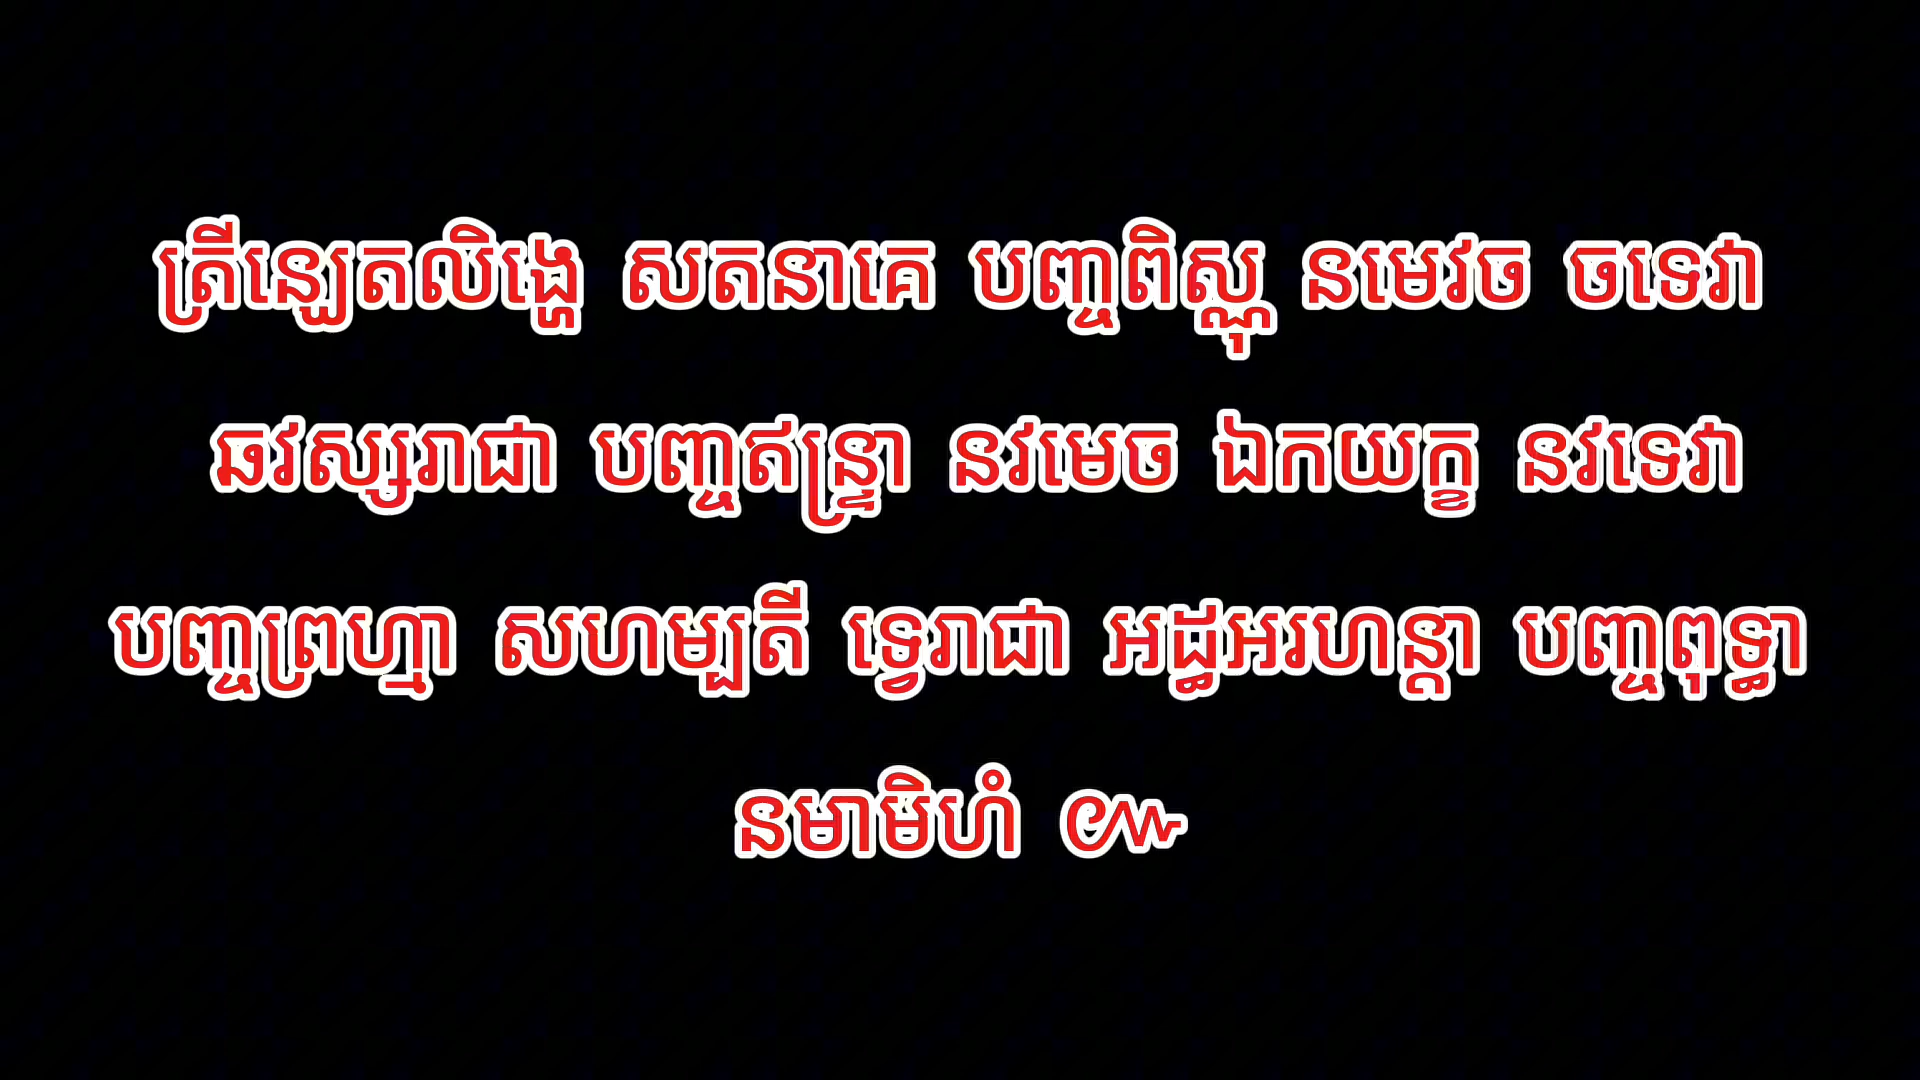 ត្រីន្សេតលិង្ហេ សតនាគេ បញ្ចពិស្ណុ នមេវច ចទេវា
ឆវស្សរាជា បញ្ចឥន្ទ្រា នវមេច ឯកយក្ខ នវទេវា
បញ្ចព្រហ្មា សហម្បតី ទ្វេរាជា អដ្ឋអរហន្តា បញ្ចពុទ្ធា
នមាមិហំ ៚